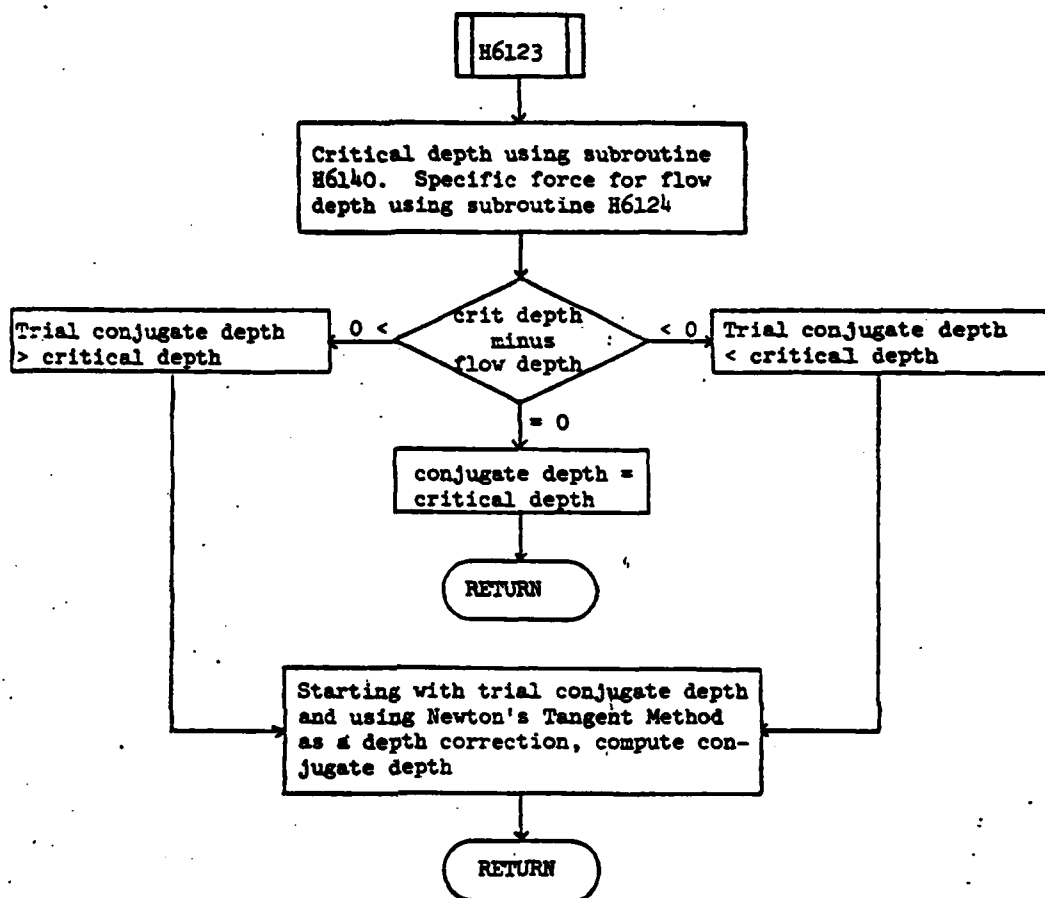 H6123
Critical depth using subroutine
H6140. Specific force for flow
depth using subroutine H6124
Trial conjugate depth
> critical depth
0 <
crit depth
minus
flow depth
< 0
Trial conjugate depth
< critical depth
= 0
conjugate depth =
critical depth
RETURN
Starting with trial conjugate depth
and using Newton's Tangent Method
as a depth correction, compute con-
jugate depth
RETURN